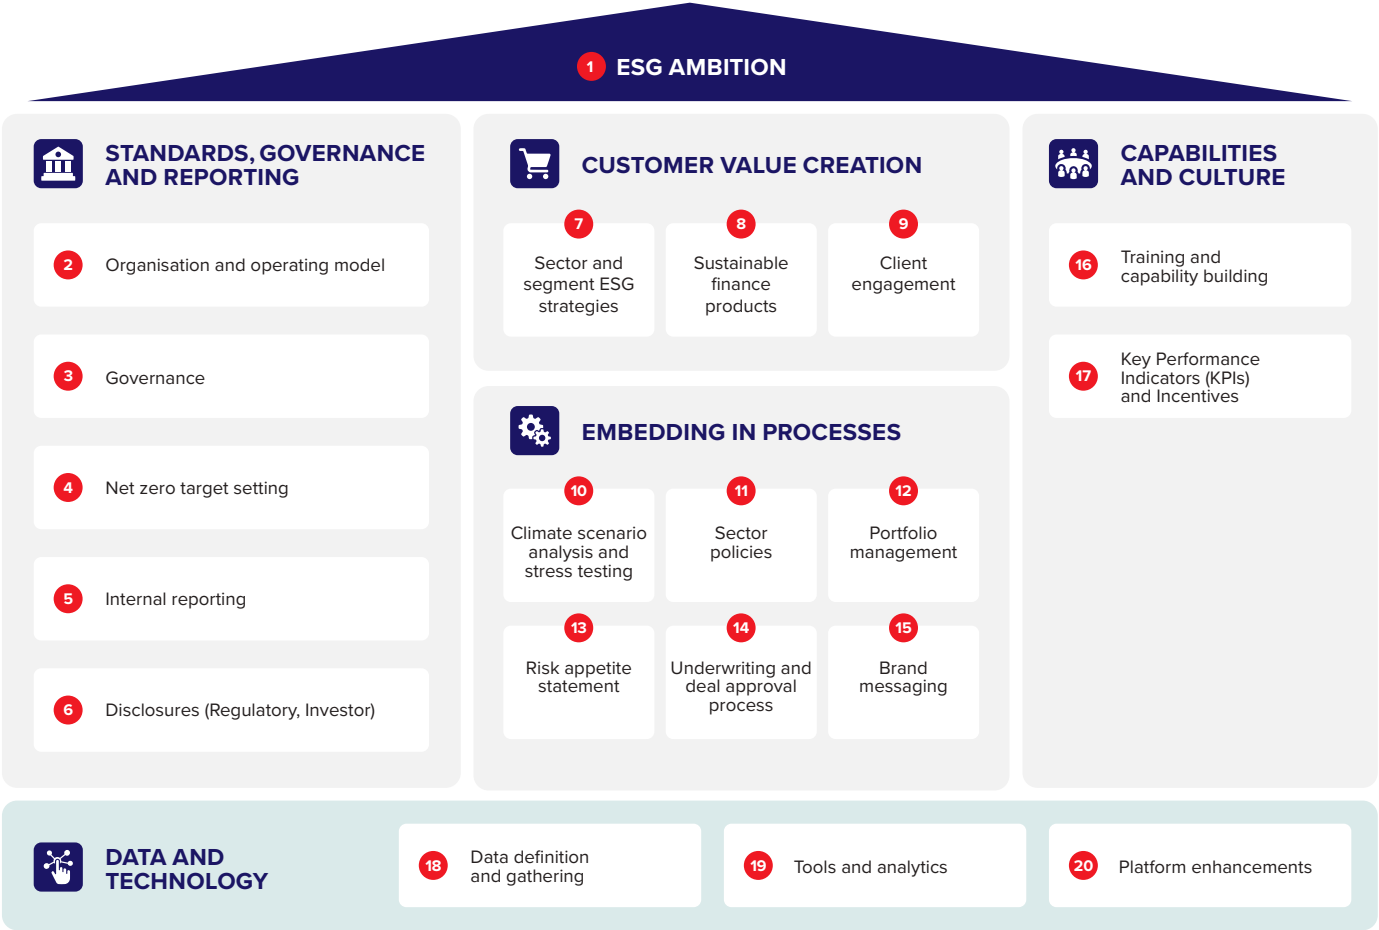 1 ESG AMBITION
STANDARDS, GOVERNANCE
AND REPORTING
2 Organisation and operating model
3 Governance
4 Net zero target setting
5 Internal reporting
6 Disclosures (Regulatory, Investor)
CUSTOMER VALUE CREATION
7
Sector and
segment ESG
strategies
8
Sustainable
finance
products
9
Client
engagement
EMBEDDING IN PROCESSES
10
Climate scenario
analysis and
stress testing
11
Sector
policies
12
Portfolio
management
13
Risk appetite
statement
14
Underwriting and
deal approval
process
15
Brand
messaging
CAPABILITIES
AND CULTURE
16
Training and
capability building
17
Key Performance
Indicators (KPIs)
and Incentives
DATA AND
TECHNOLOGY
18
Data definition
and gathering
19 Tools and analytics
20 Platform enhancements